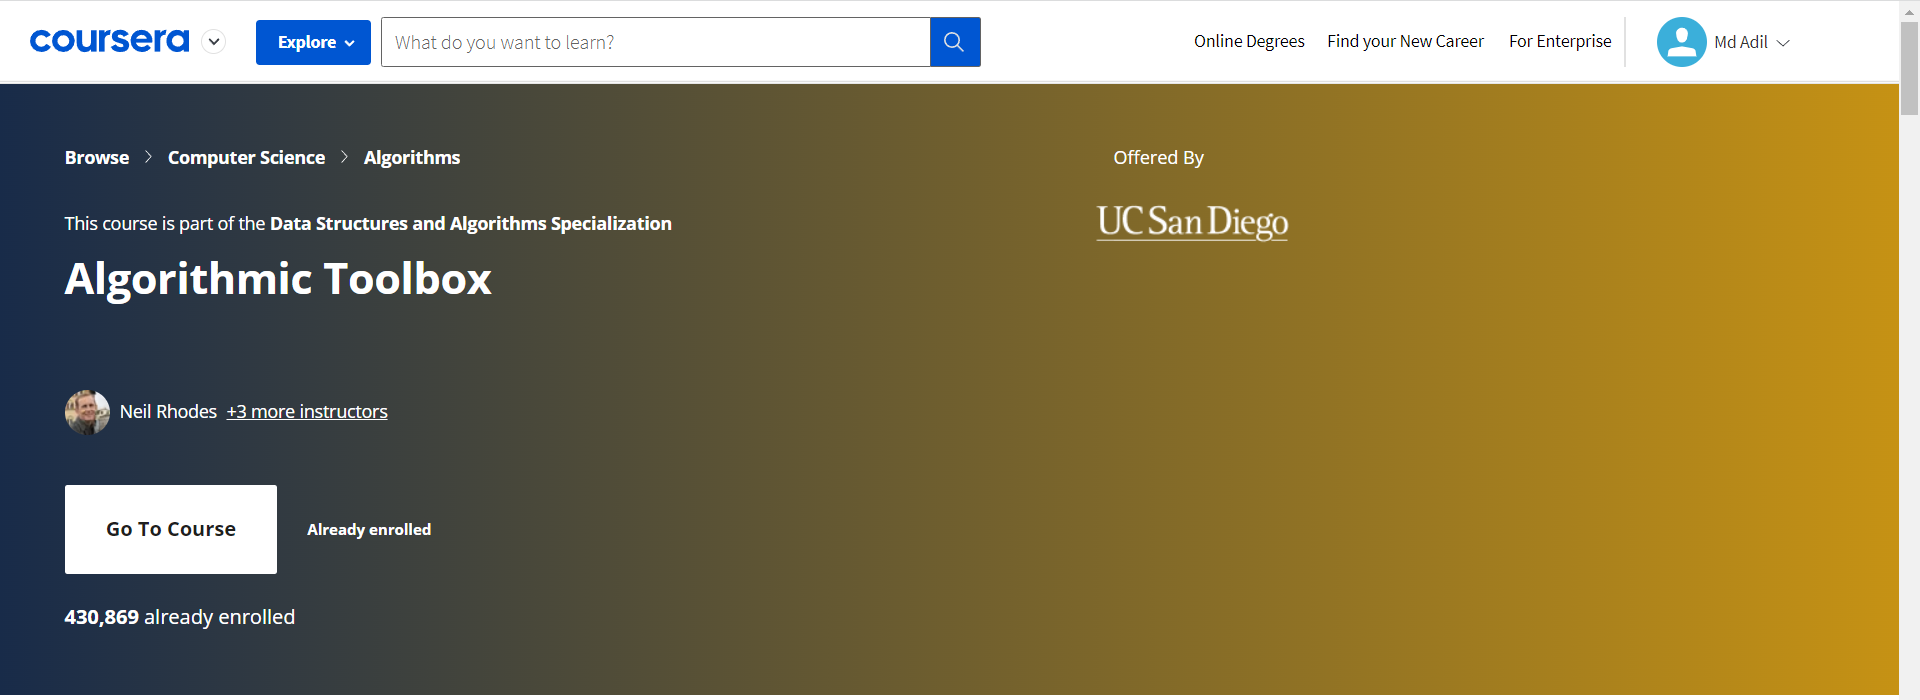 coursera Explore What do you want to learn? Online Degrees Find your New Career For Enterprise Md Adil
Browse Computer Science Algorithms
Offered By
This course is part of the Data Structures and Algorithms Specialization
UC San Diego
Algorithmic Toolbox
Neil Rhodes +3 more instructors
Go To Course Already enrolled
430,869 already enrolled